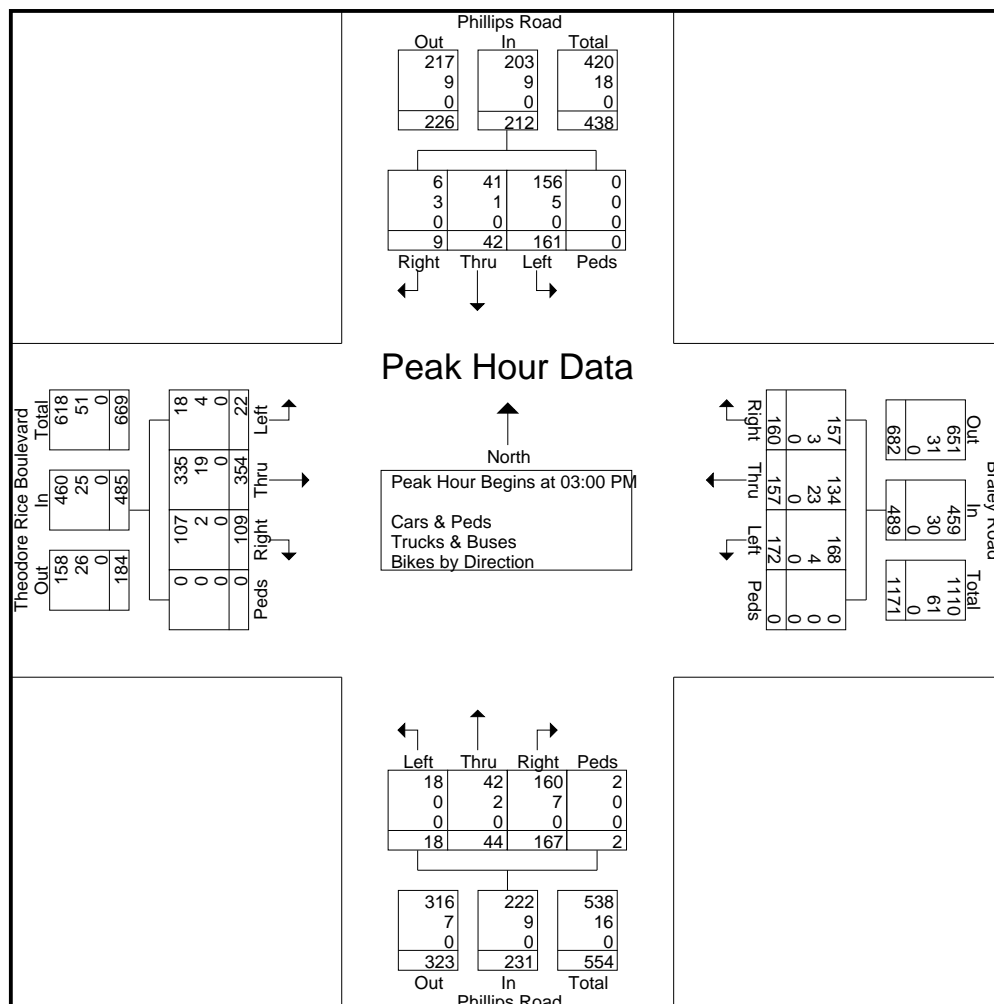 Phillips Road
Out In Total
217 203 420
9 9 18
0 0 0
226 212 438
6 41 156 0
3 1 5 0
0 0 0 0
9 42 161 0
Right Thru Left Peds
Peak Hour Data
North
Peak Hour Begins at 03:00 PM
Cars & Peds
Trucks & Buses
Bikes by Direction
Theodore Rice Boulevard
Out In Total
158 460 618
26 25 51
0 0 0
184 485 669
Peds Right Thru Left
0 107 335 18
0 2 19 4
0 0 0 0
0 109 354 22
Braley Road
Out In Total
651 459 1110
31 30 61
0 0 0
682 489 1171
157 134 168 0
3 23 4 0
0 0 0 0
160 157 172 0
Right Thru Left Peds
Left Thru Right Peds
18 42 160 2
0 2 7 0
0 0 0 0
18 44 167 2
316 222 538
7 9 16
0 0 0
323 231 554
Out In Total
Phillips Road